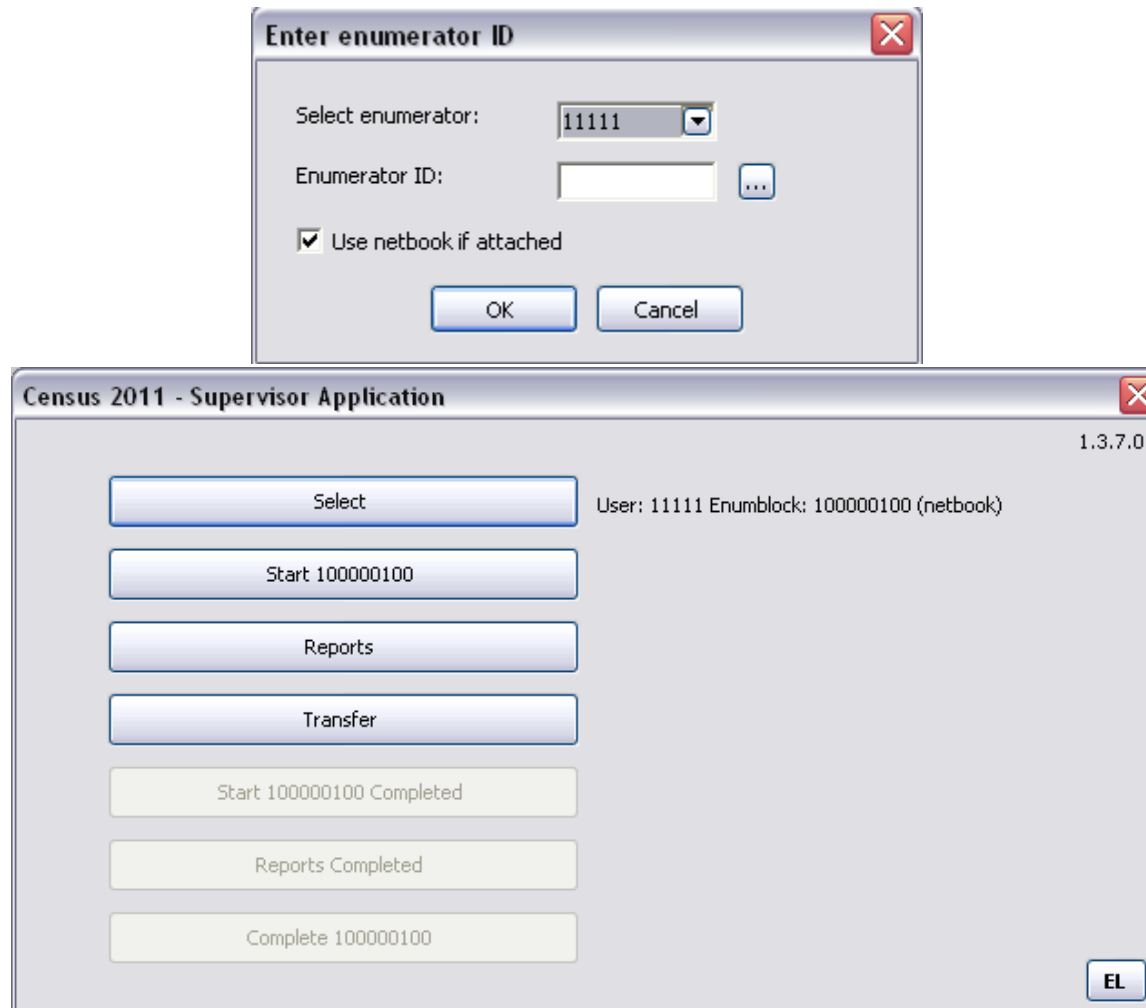 Enter enumerator ID
Select enumerator: 11111
Enumerator ID: ...
Use netbook if attached
OK Cancel
Census 2011 - Supervisor Application
1.3.7.0
Select User: 11111 Enumblock: 100000100 (netbook)
Start 100000100
Reports
Transfer
Start 100000100 Completed
Reports Completed
Complete 100000100
EL